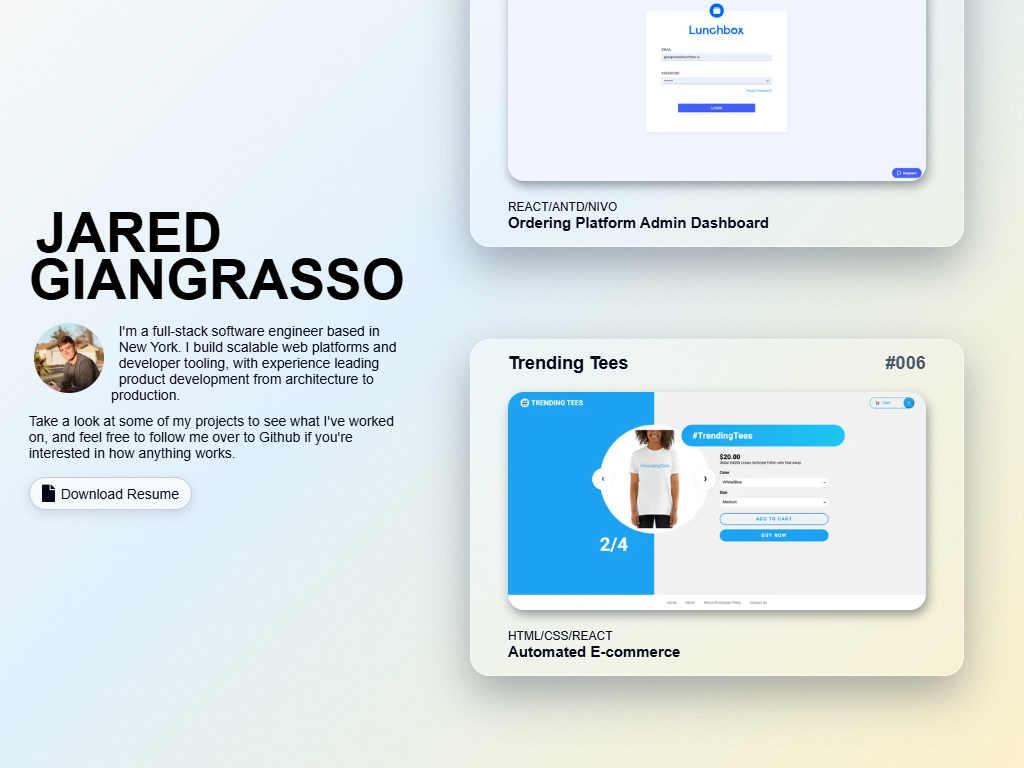 JARED
GIANGRASSO
I'm a full-stack software engineer based in
New York. I build scalable web platforms and
developer tooling, with experience leading
product development from architecture to
production.
Take a look at some of my projects to see what I've worked
on, and feel free to follow me over to Github if you're
interested in how anything works.
Download Resume
Lunchbox
EMAIL
PASSWORD
Forgot Password?
LOGIN
Support
REACT/ANTD/NIVO
Ordering Platform Admin Dashboard
Trending Tees
#006
TRENDING TEES
Cart
#TrendingTees
#TrendingTees
$20.00
Color
White/Blue
Size
Medium
ADD TO CART
BUY NOW
2/4
Home
About
Return/Exchange Policy
Contact Us
HTML/CSS/REACT
Automated E-commerce